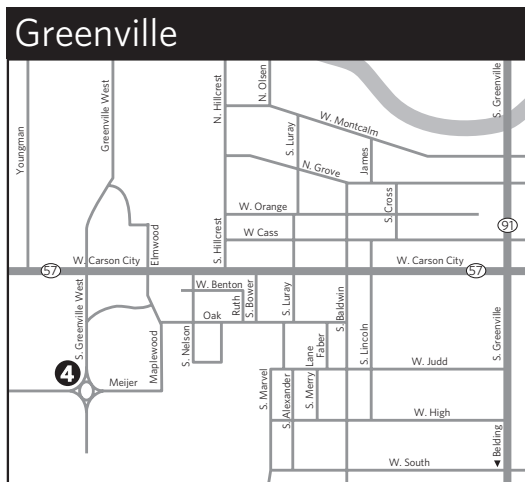 Greenville
Youngman
Greenville West
N. Hillcrest
N. Olsen
S. Greenville
W. Montcalm
S. Luray
James
N. Grove
S. Cross
W. Orange
S. Hillcrest
W Cass
91
Elmwood
W. Carson City
W. Carson City
57
57
S. Greenville West
W. Benton
Ruth
S. Bower
S. Luray
S. Baldwin
Oak
S. Nelson
Maplewood
S. Lincoln
S. Greenville
Lane
Faber
W. Judd
4
Meijer
S. Marvel
S. Alexander
S. Merry
W. High
Belding
W. South